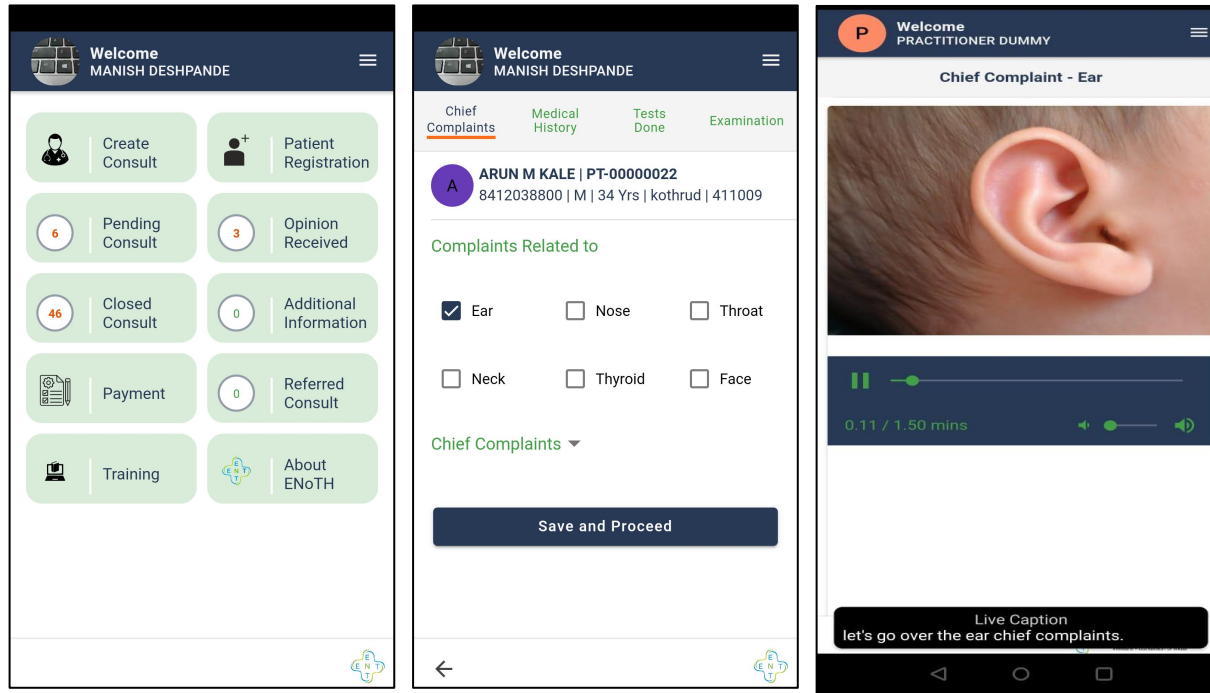 Welcome
MANISH DESHPANDE
Create
Consult
Patient
Registration
6
Pending
Consult
3
Opinion
Received
46
Closed
Consult
0
Additional
Information
Payment
0
Referred
Consult
Training
E
E N T
T
About
ENoTH
E
E N T
T
Welcome
MANISH DESHPANDE
Chief
Complaints
Medical
History
Tests
Done
Examination
A
ARUN M KALE | PT-00000022
8412038800 | M | 34 Yrs | kothrud | 411009
Complaints Related to
Ear
Nose
Throat
Neck
Thyroid
Face
Chief Complaints
Save and Proceed
E
E N T
T
P
Welcome
PRACTITIONER DUMMY
Chief Complaint - Ear
0.11 / 1.50 mins
Live Caption
let's go over the ear chief complaints.